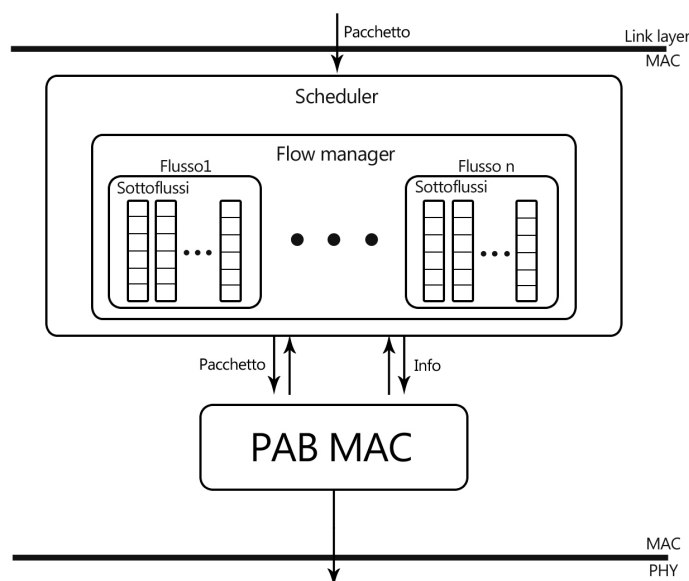 Pacchetto
Link layer
MAC
Scheduler
Flow manager
Flusso1
Flusso n
Sottoflussi
Sottoflussi
Pacchetto
Info
PAB MAC
MAC
PHY